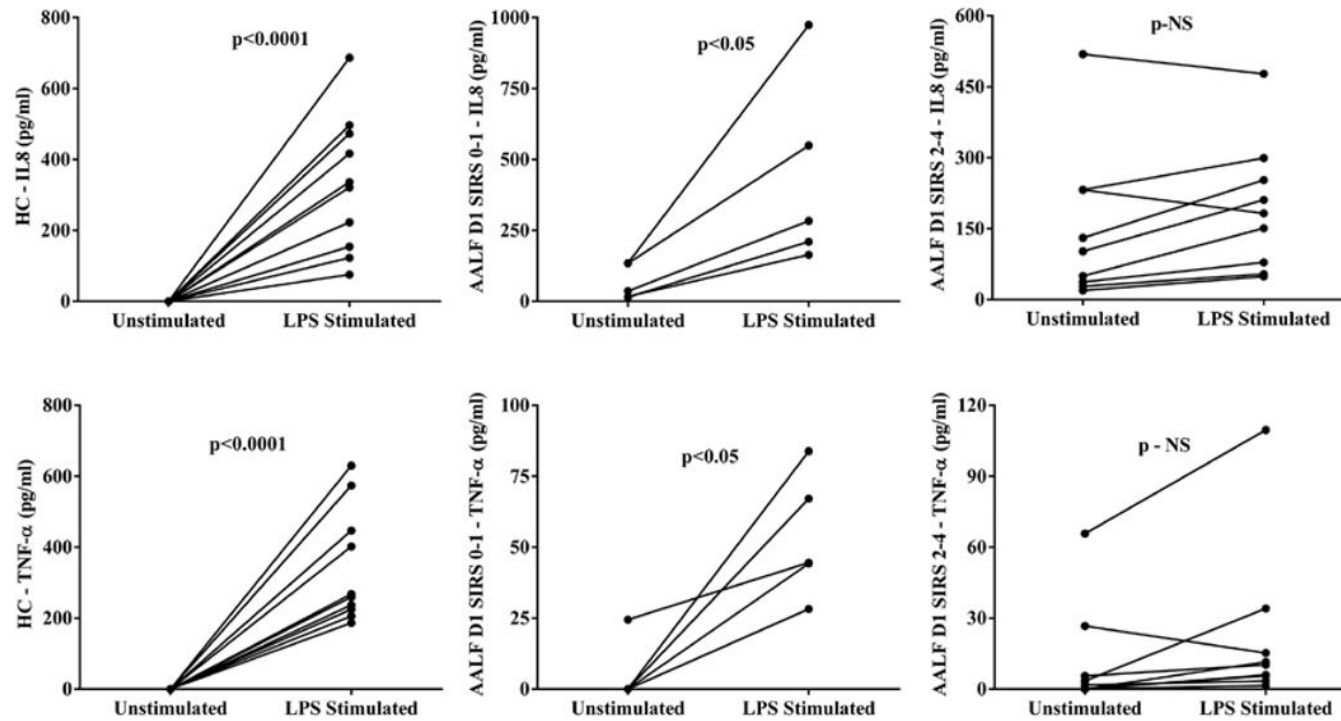 HC - IL8 (pg/ml)
800
600
400
200
0
p<0.0001
Unstimulated
LPS Stimulated
AALF D1 SIRS 0-1 - IL8 (pg/ml)
1000
750
500
250
0
p<0.05
Unstimulated
LPS Stimulated
AALF D1 SIRS 2-4 - IL8 (pg/ml)
600
450
300
150
0
p-NS
Unstimulated
LPS Stimulated
HC - TNF-α (pg/ml)
800
600
400
200
0
p<0.0001
Unstimulated
LPS Stimulated
AALF D1 SIRS 0-1 - TNF-α (pg/ml)
100
75
50
25
0
p<0.05
Unstimulated
LPS Stimulated
AALF D1 SIRS 2-4 - TNF-α (pg/ml)
120
90
60
30
0
p - NS
Unstimulated
LPS Stimulated